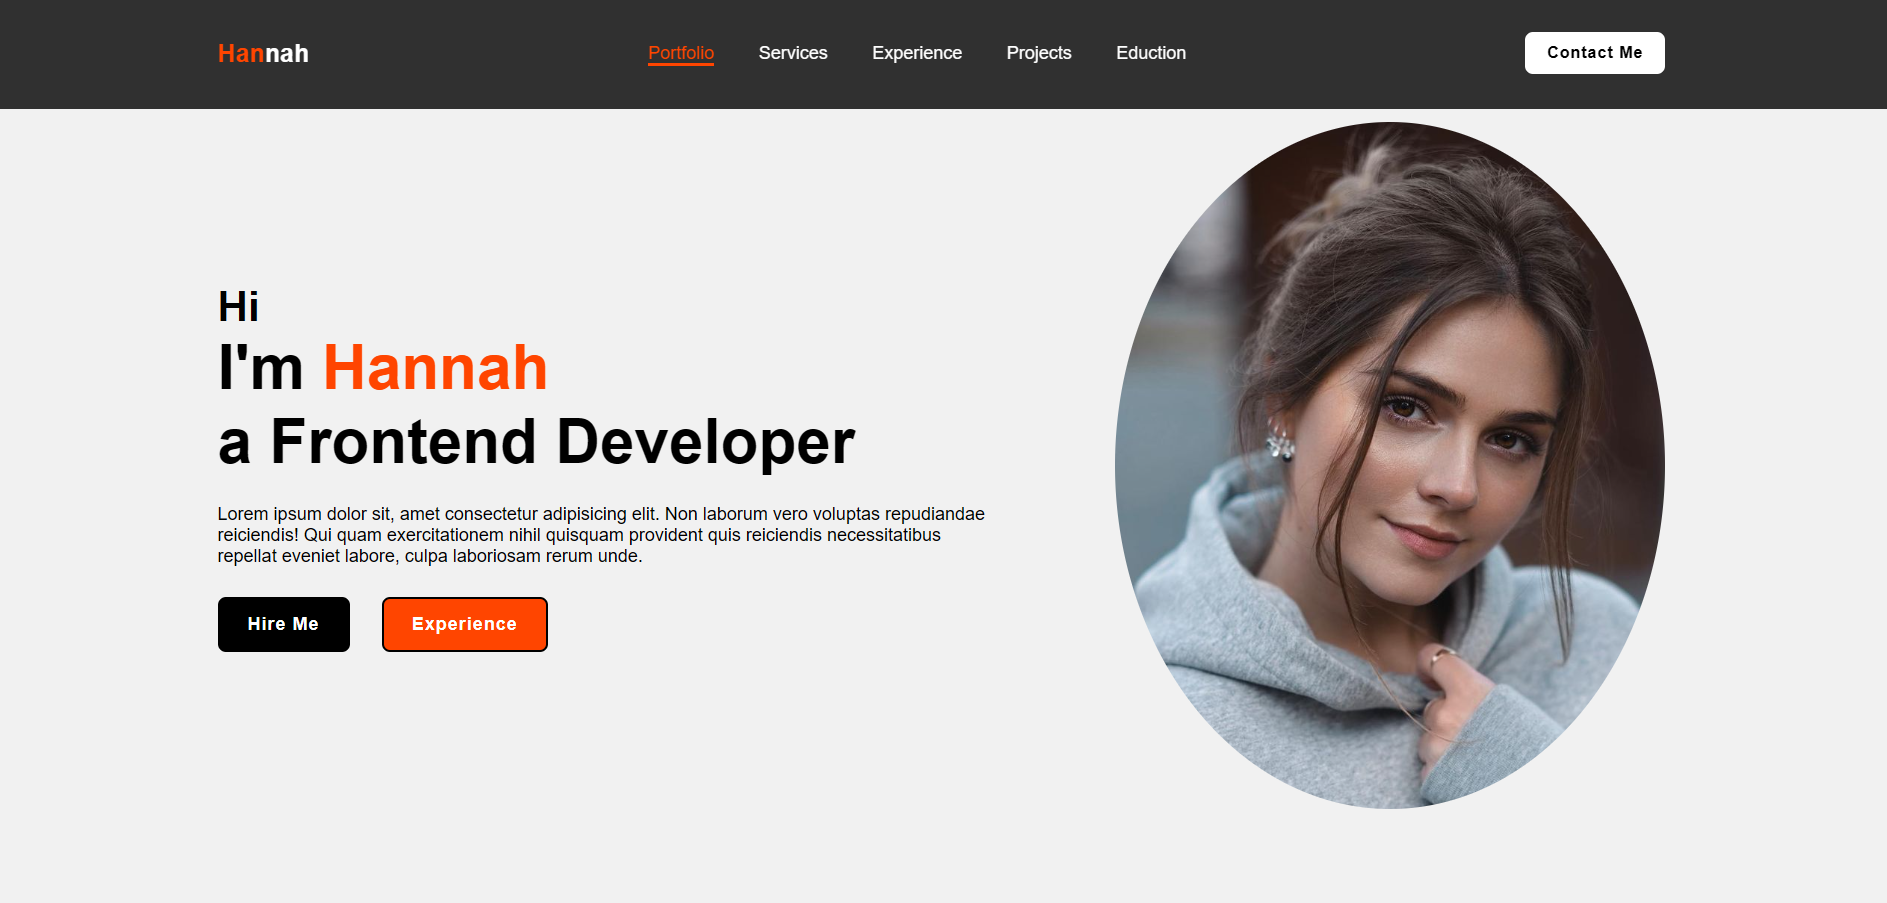 Hannah
Portfolio Services Experience Projects Eduction
Contact Me
Hi
I'm Hannah
a Frontend Developer
Lorem ipsum dolor sit, amet consectetur adipisicing elit. Non laborum vero voluptas repudiandae
reiciendis! Qui quam exercitationem nihil quisquam provident quis reiciendis necessitatibus
repellat eveniet labore, culpa laboriosam rerum unde.
Hire Me
Experience